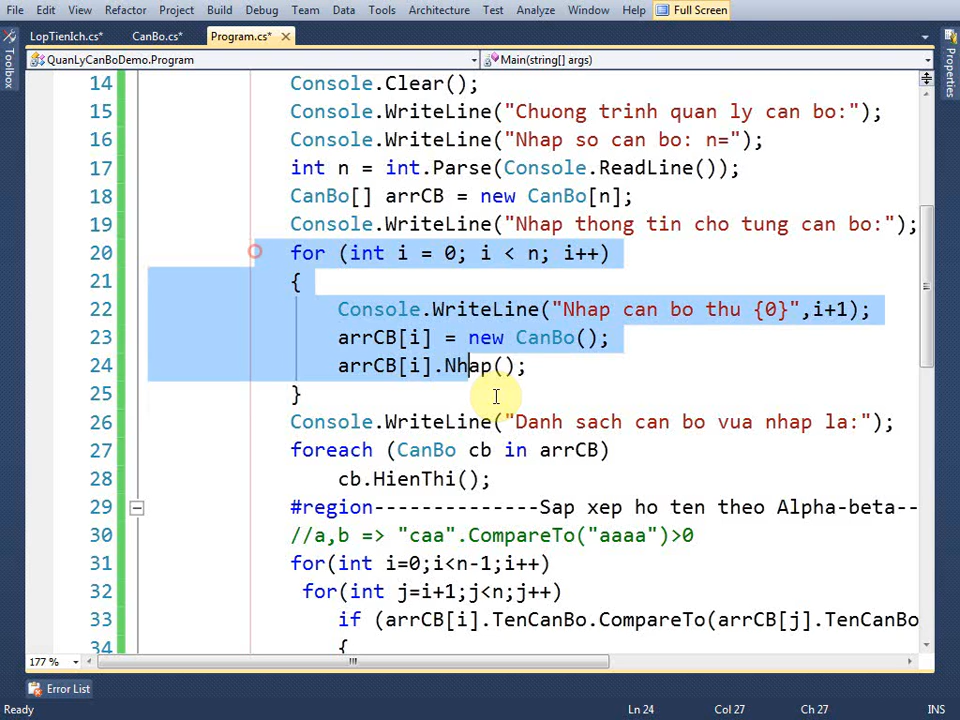 File Edit View Refactor Project Build Debug Team Data Tools Architecture Test Analyze Window Help Full Screen
LopTienIch.cs* CanBo.cs* Program.cs*
QuanLyCanBoDemo.Program Main(string[] args)
Toolbox
Properties
14 Console.Clear();
15 Console.WriteLine("Chuong trinh quan ly can bo:");
16 Console.WriteLine("Nhap so can bo: n=");
17 int n = int.Parse(Console.ReadLine());
18 CanBo[] arrCB = new CanBo[n];
19 Console.WriteLine("Nhap thong tin cho tung can bo:");
20 for (int i = 0; i < n; i++)
21 {
22 Console.WriteLine("Nhap can bo thu {0}",i+1);
23 arrCB[i] = new CanBo();
24 arrCB[i].Nhap();
25 }
26 Console.WriteLine("Danh sach can bo vua nhap la:");
27 foreach (CanBo cb in arrCB)
28 cb.HienThi();
29 #region--------------Sap xep ho ten theo Alpha-beta--
30 //a,b => "caa".CompareTo("aaaa")>0
31 for(int i=0;i<n-1;i++)
32 for(int j=i+1;j<n;j++)
33 if (arrCB[i].TenCanBo.CompareTo(arrCB[j].TenCanBo
34 {
177 %
Error List
Ready Ln 24 Col 27 Ch 27 INS